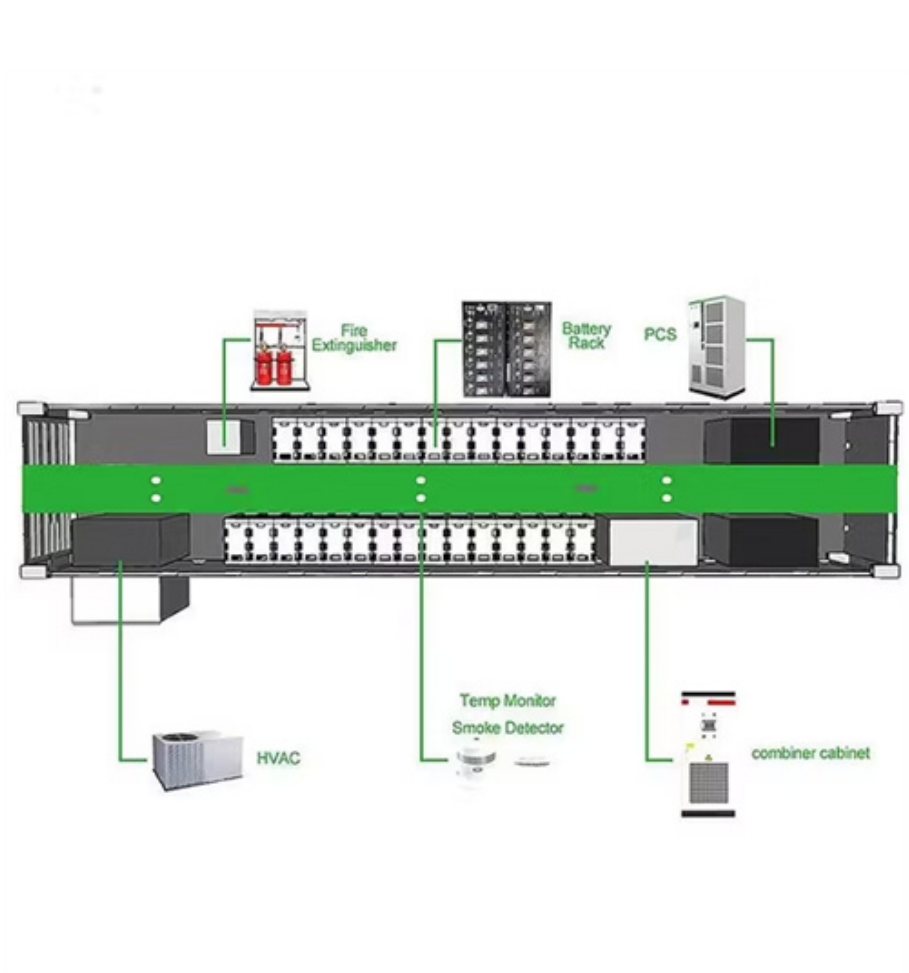 Fire
Extinguisher
Battery
Rack
PCS
HVAC
Temp Monitor
Smoke Detector
combiner cabinet